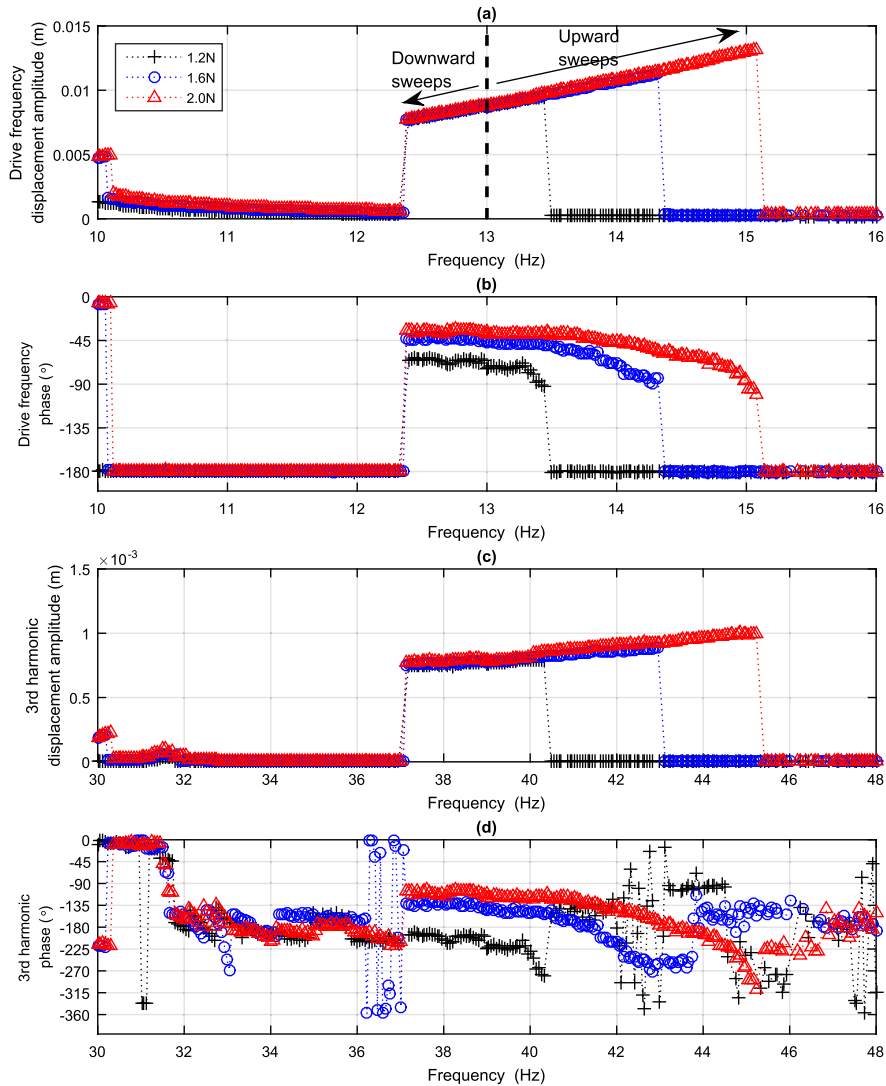 (a)
0.015
0.01
0.005
0
Drive frequency
displacement amplitude (m)
1.2N
1.6N
2.0N
Downward
sweeps
Upward
sweeps
10 11 12 13 14 15 16
Frequency (Hz)
(b)
0
-45
-90
-135
-180
Drive frequency
phase (°)
10 11 12 13 14 15 16
Frequency (Hz)
(c)
×10⁻³
1.5
1
0.5
0
3rd harmonic
displacement amplitude (m)
30 32 34 36 38 40 42 44 46 48
Frequency (Hz)
(d)
0
-45
-90
-135
-180
-225
-270
-315
-360
3rd harmonic
phase (°)
30 32 34 36 38 40 42 44 46 48
Frequency (Hz)